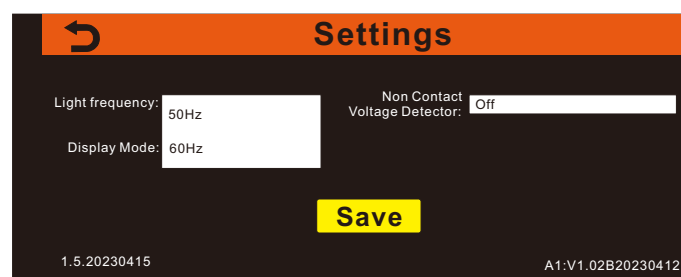 Settings
Light frequency:
50Hz
Non Contact
Voltage Detector:
Off
Display Mode:
60Hz
Save
1.5.20230415
A1:V1.02B20230412